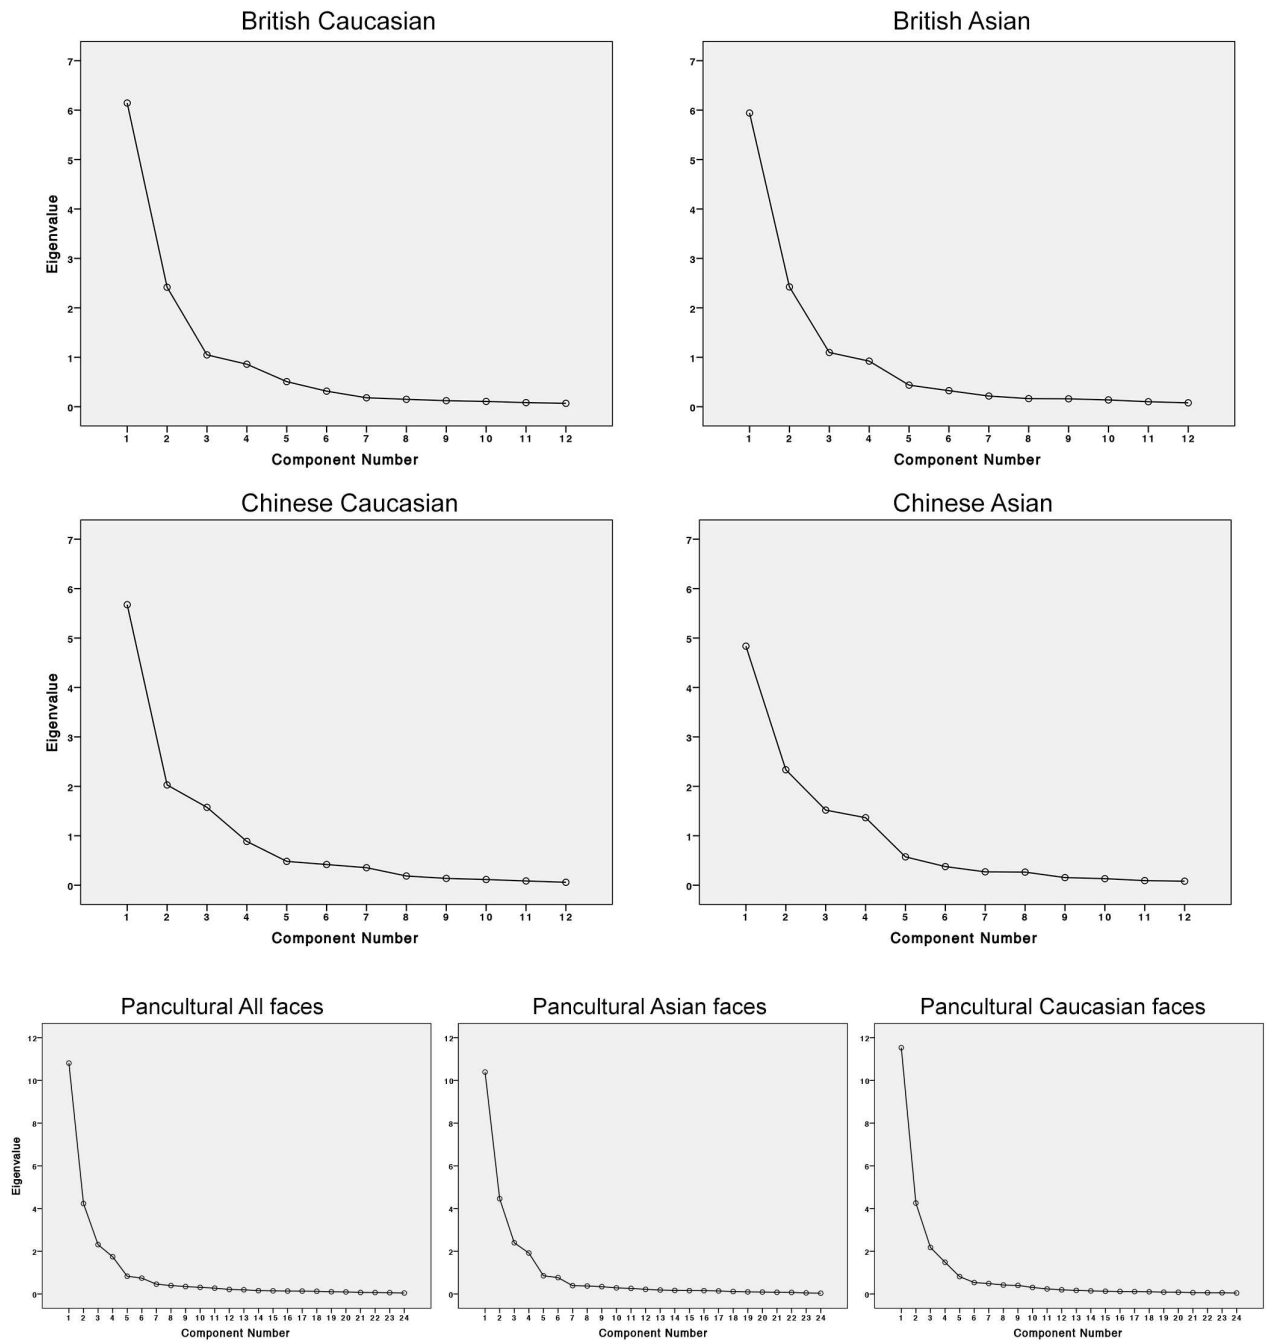 British Caucasian
British Asian
7
6
5
4
3
2
1
0
Eigenvalue
1 2 3 4 5 6 7 8 9 10 11 12
Component Number
7
6
5
4
3
2
1
0
1 2 3 4 5 6 7 8 9 10 11 12
Component Number
Chinese Caucasian
Chinese Asian
7
6
5
4
3
2
1
0
Eigenvalue
1 2 3 4 5 6 7 8 9 10 11 12
Component Number
7
6
5
4
3
2
1
0
1 2 3 4 5 6 7 8 9 10 11 12
Component Number
Pancultural All faces
Pancultural Asian faces
Pancultural Caucasian faces
12
10
8
6
4
2
0
Eigenvalue
1 2 3 4 5 6 7 8 9 10 11 12 13 14 15 16 17 18 19 20 21 22 23 24
Component Number
12
10
8
6
4
2
0
1 2 3 4 5 6 7 8 9 10 11 12 13 14 15 16 17 18 19 20 21 22 23 24
Component Number
12
10
8
6
4
2
0
1 2 3 4 5 6 7 8 9 10 11 12 13 14 15 16 17 18 19 20 21 22 23 24
Component Number